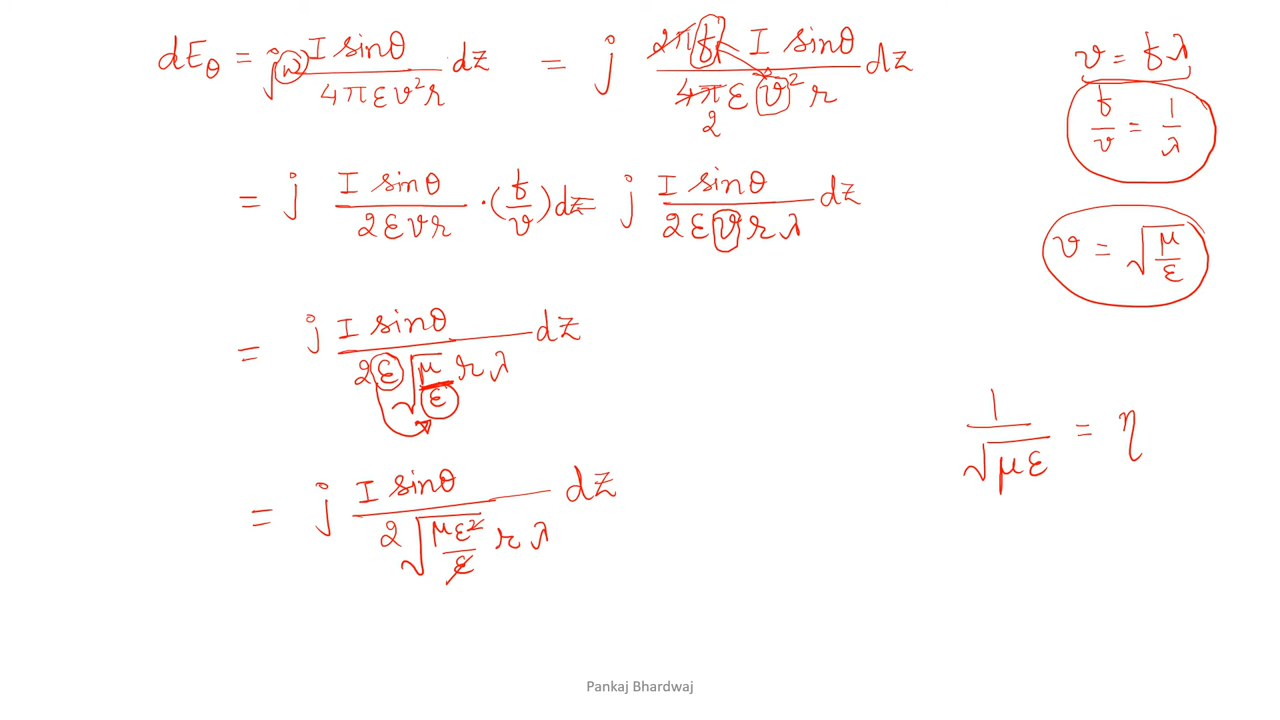 dEθ = jω I sinθ / 4πεv²r dz = j 2πf I sinθ / 4πεv²r dz
2
v = fλ
f/v = 1/λ
= j I sinθ / 2εvr · (f/v) dz = j I sinθ / 2εvrλ dz
v = √(μ/ε)
= j I sinθ / 2ε√(μ/ε) rλ dz
1/√(με) = η
= j I sinθ / 2√(με²/ε) rλ dz
Pankaj Bhardwaj